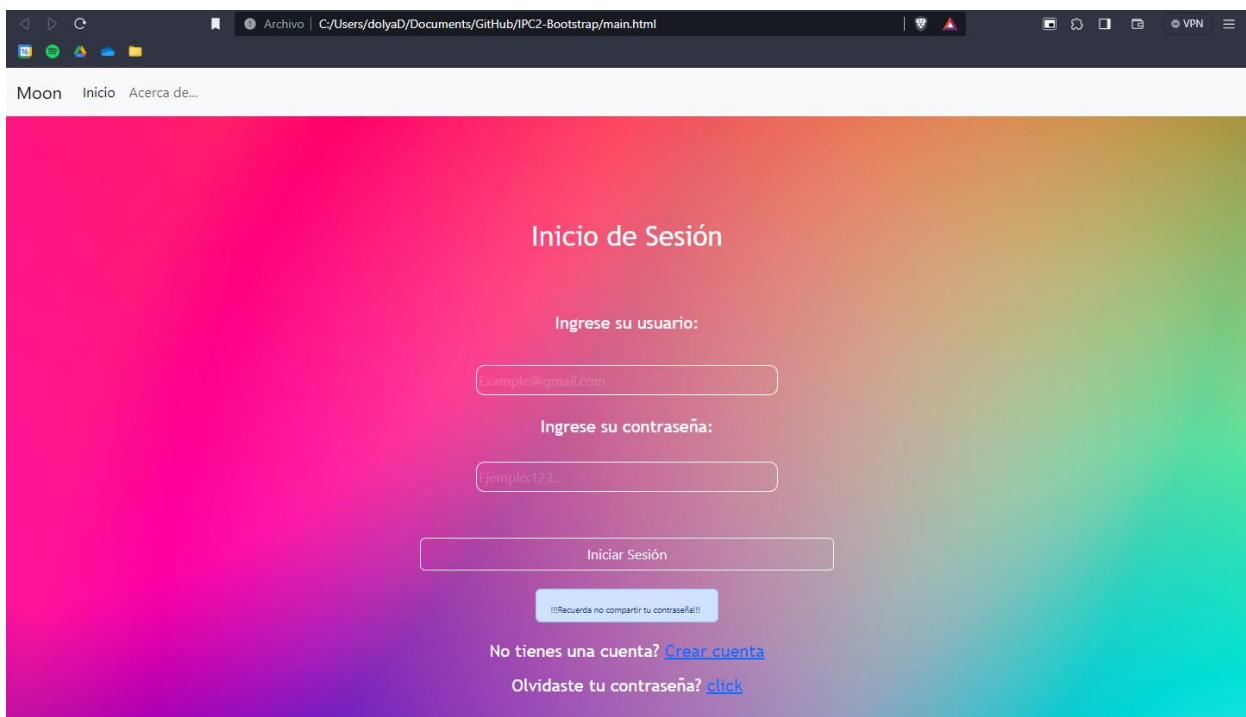 Archivo | C:/Users/dolyaD/Documents/GitHub/IPC2-Bootstrap/main.html
VPN
16
Moon Inicio Acerca de...
Inicio de Sesión
Ingrese su usuario:
Example@gmail.com
Ingrese su contraseña:
Ejemplo:123...
Iniciar Sesión
!!!Recuerda no compartir tu contraseña!!!
No tienes una cuenta? Crear cuenta
Olvidaste tu contraseña? click